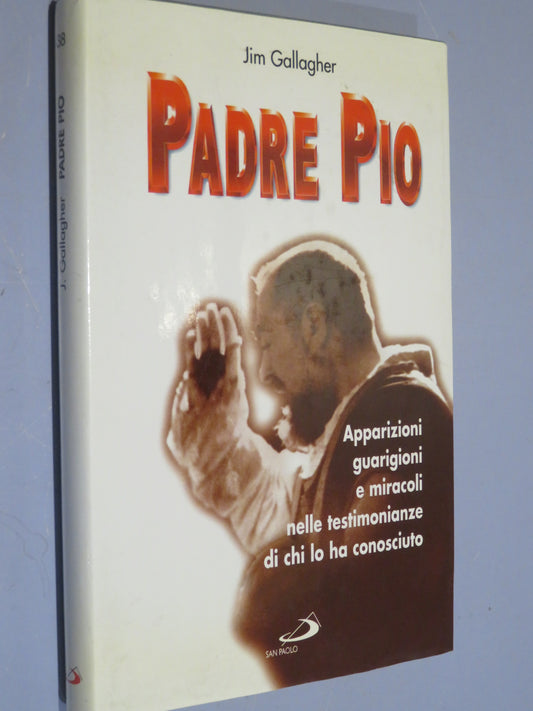 Jim Gallagher
PADRE PIO
Apparizioni
guarigioni
e miracoli
nelle testimonianze
di chi lo ha conosciuto
SAN PAOLO
J. Gallagher PADRE PIO 38